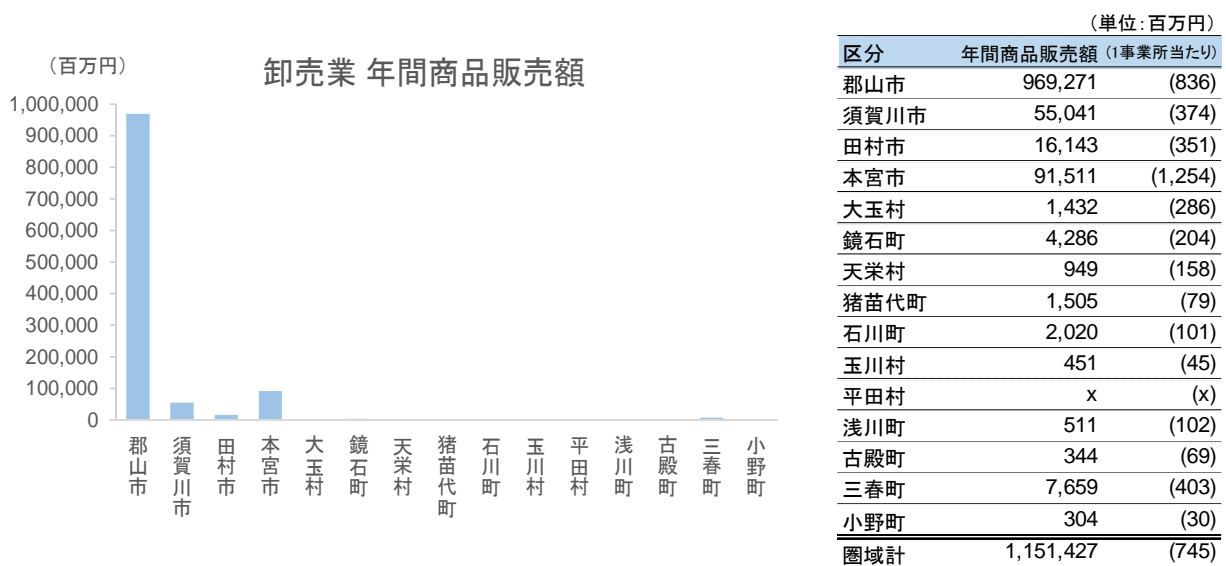 (百万円)
卸売業 年間商品販売額
1,000,000
900,000
800,000
700,000
600,000
500,000
400,000
300,000
200,000
100,000
0
郡山市
須賀川市
田村市
本宮市
大玉村
鏡石町
天栄村
猪苗代町
石川町
玉川村
平田村
浅川町
古殿町
三春町
小野町
(単位:百万円)
区分 年間商品販売額 (1事業所当たり)
郡山市 969,271 (836)
須賀川市 55,041 (374)
田村市 16,143 (351)
本宮市 91,511 (1,254)
大玉村 1,432 (286)
鏡石町 4,286 (204)
天栄村 949 (158)
猪苗代町 1,505 (79)
石川町 2,020 (101)
玉川村 451 (45)
平田村 x (x)
浅川町 511 (102)
古殿町 344 (69)
三春町 7,659 (403)
小野町 304 (30)
圏域計 1,151,427 (745)